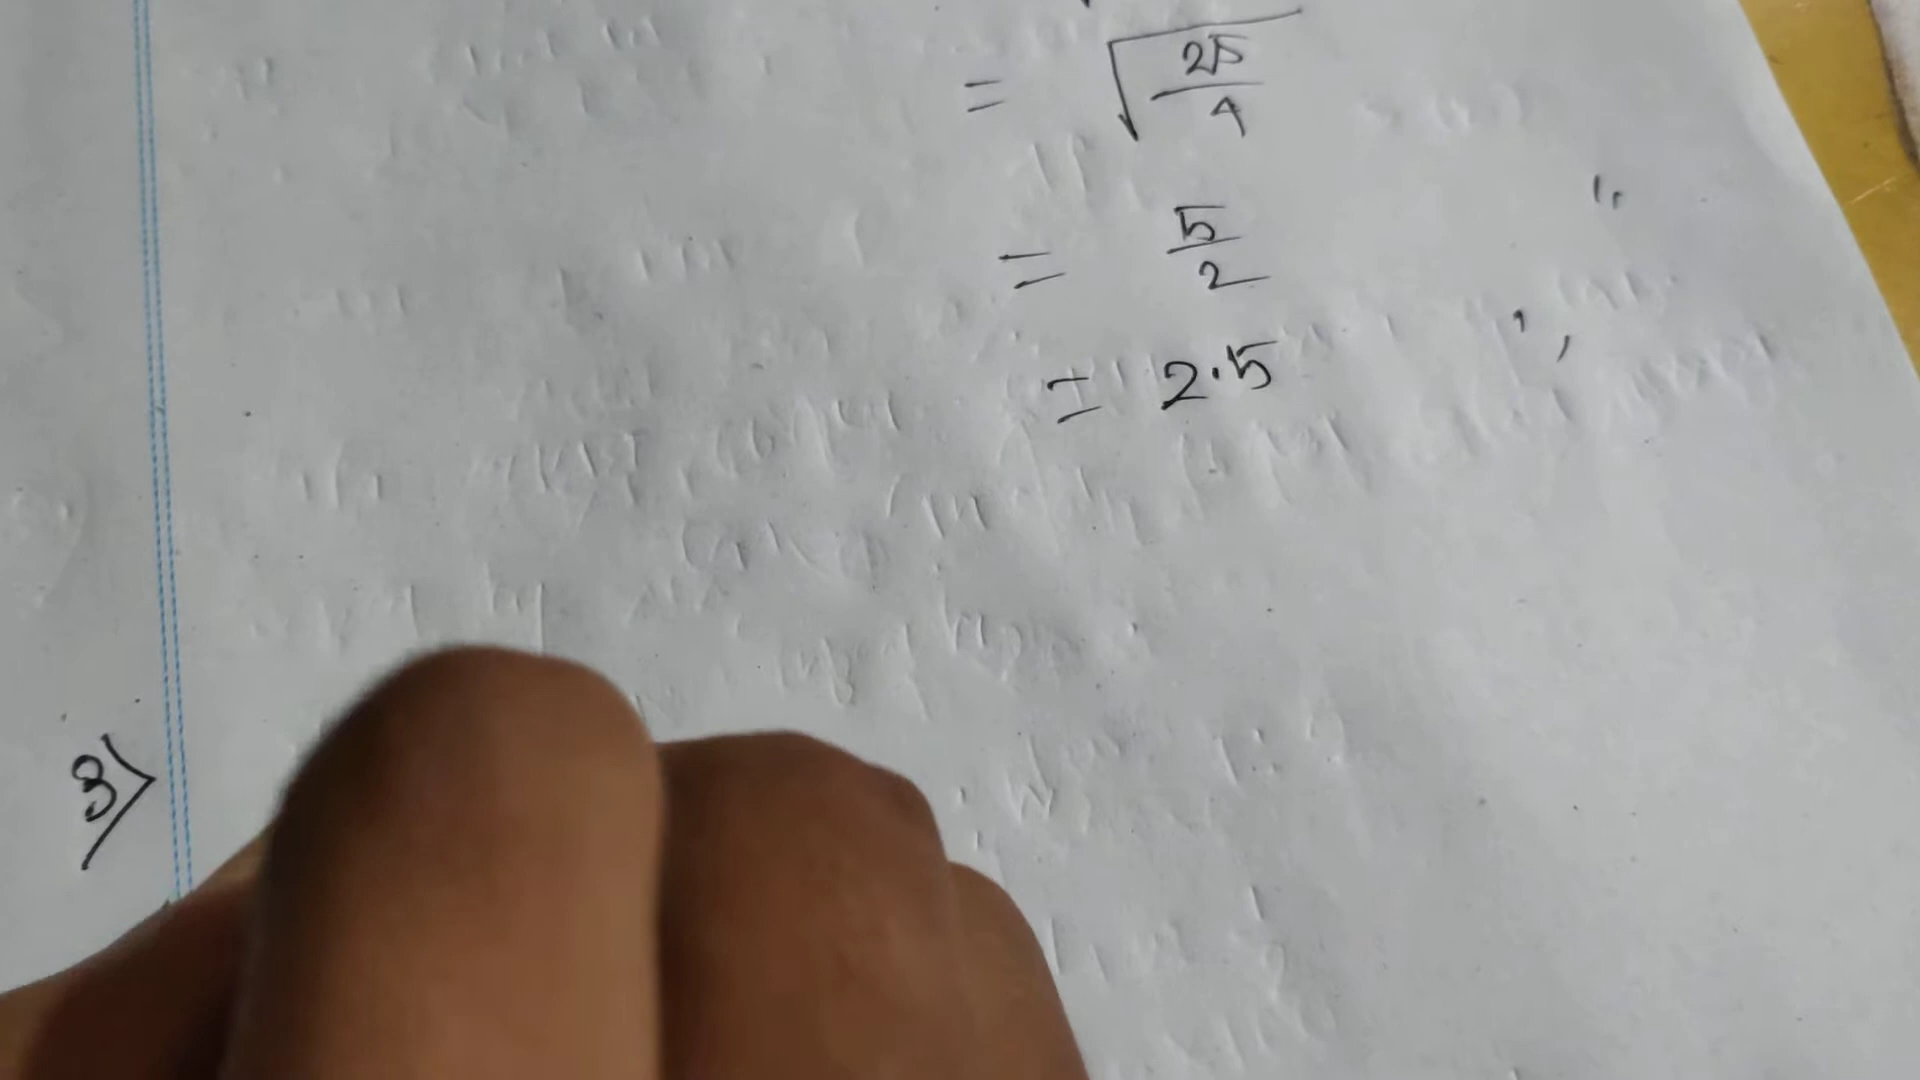 = √(25/4)
= 5/2
= 2.5
3)